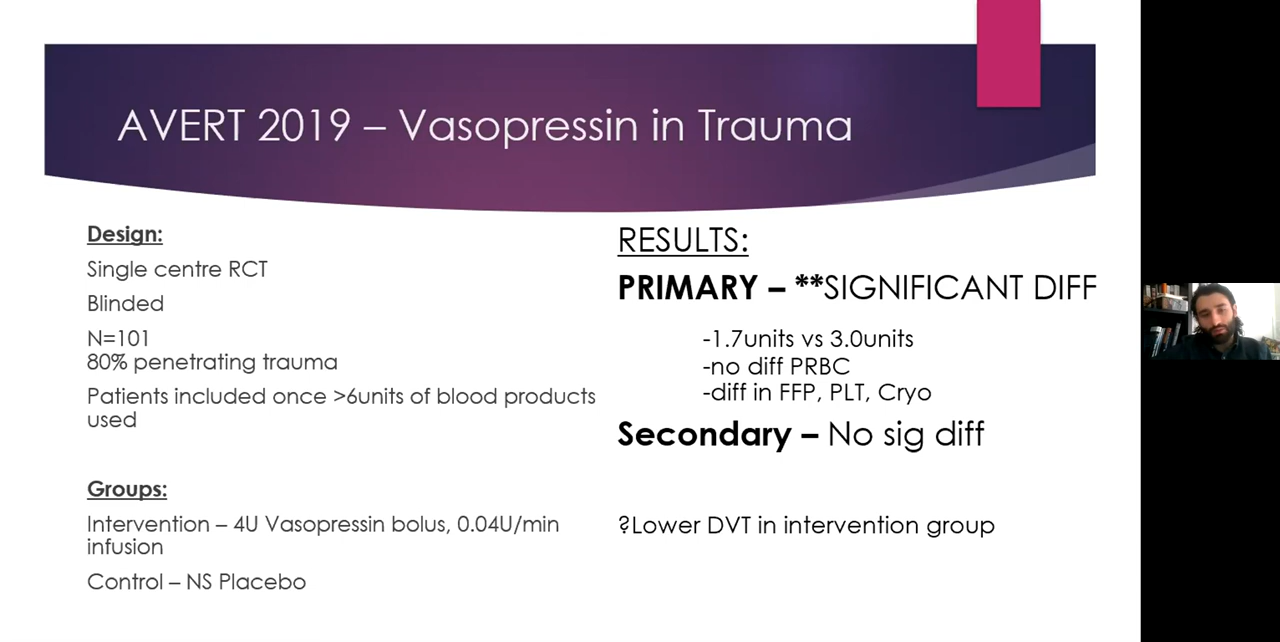 AVERT 2019 – Vasopressin in Trauma
Design:
Single centre RCT
Blinded
N=101
80% penetrating trauma
Patients included once >6units of blood products
used
Groups:
Intervention – 4U Vasopressin bolus, 0.04U/min
infusion
Control – NS Placebo
RESULTS:
PRIMARY – **SIGNIFICANT DIFF
-1.7units vs 3.0units
-no diff PRBC
-diff in FFP, PLT, Cryo
Secondary – No sig diff
?Lower DVT in intervention group